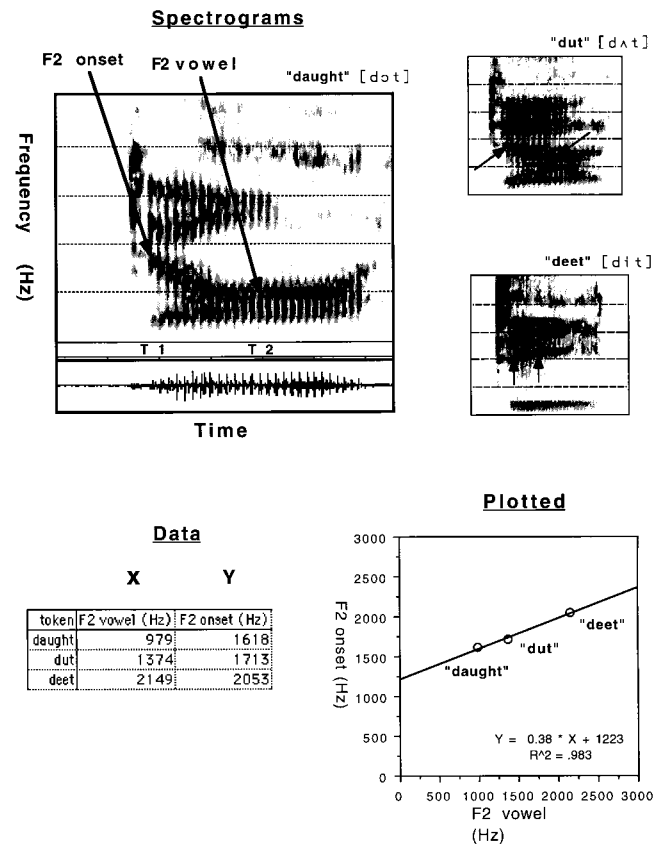 Spectrograms
F2 onset
F2 vowel
"daught" [dɔt]
Frequency (Hz)
T 1
T 2
Time
"dut" [dʌt]
"deet" [dit]
Data
X Y
token F2 vowel (Hz) F2 onset (Hz)
daught 979 1618
dut 1374 1713
deet 2149 2053
Plotted
F2 onset (Hz)
3000
2500
2000
1500
1000
500
0
"deet"
"dut"
"daught"
Y = 0.38 * X + 1223
R^2 = .983
0 500 1000 1500 2000 2500 3000
F2 vowel
(Hz)